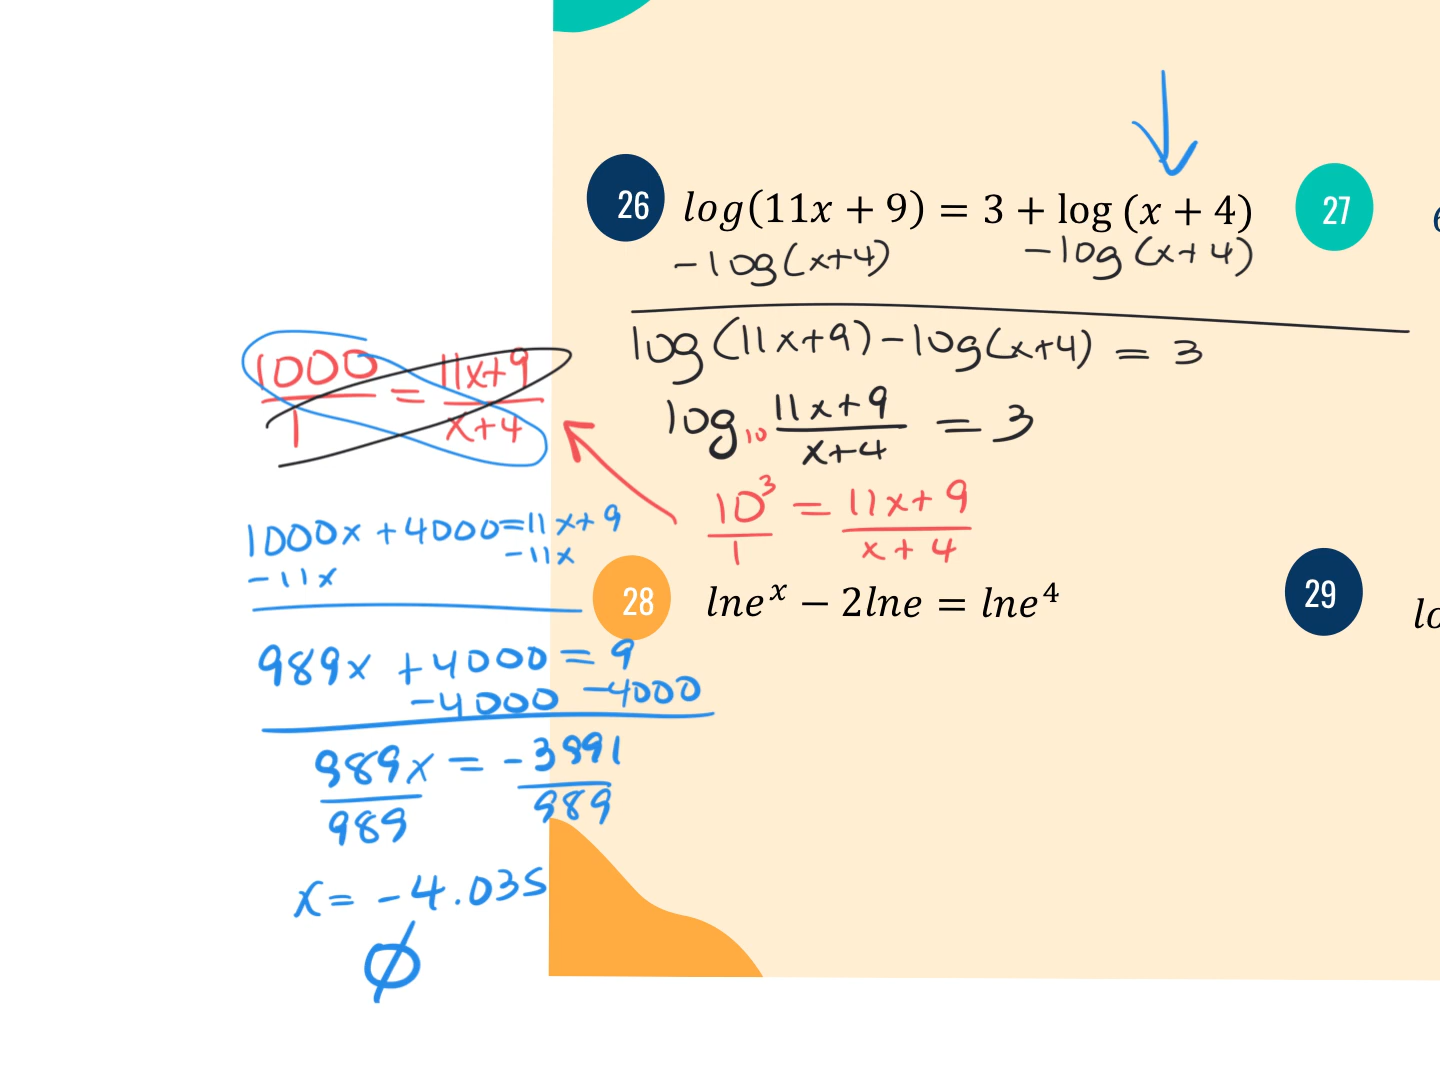 26 log(11x + 9) = 3 + log (x + 4) 27
-log(x+4) -log(x+4)
log(11x+9)-log(x+4) = 3
log₁₀ 11x+9/x+4 = 3
10³/1 = 11x+9/x+4
1000/1 = 11x+9/x+4
1000x +4000=11x+9
-11x -11x
989x +4000 = 9
-4000 -4000
989x/989 = -3991/989
x= -4.035
∅
28 lneˣ − 2lne = lne⁴
29